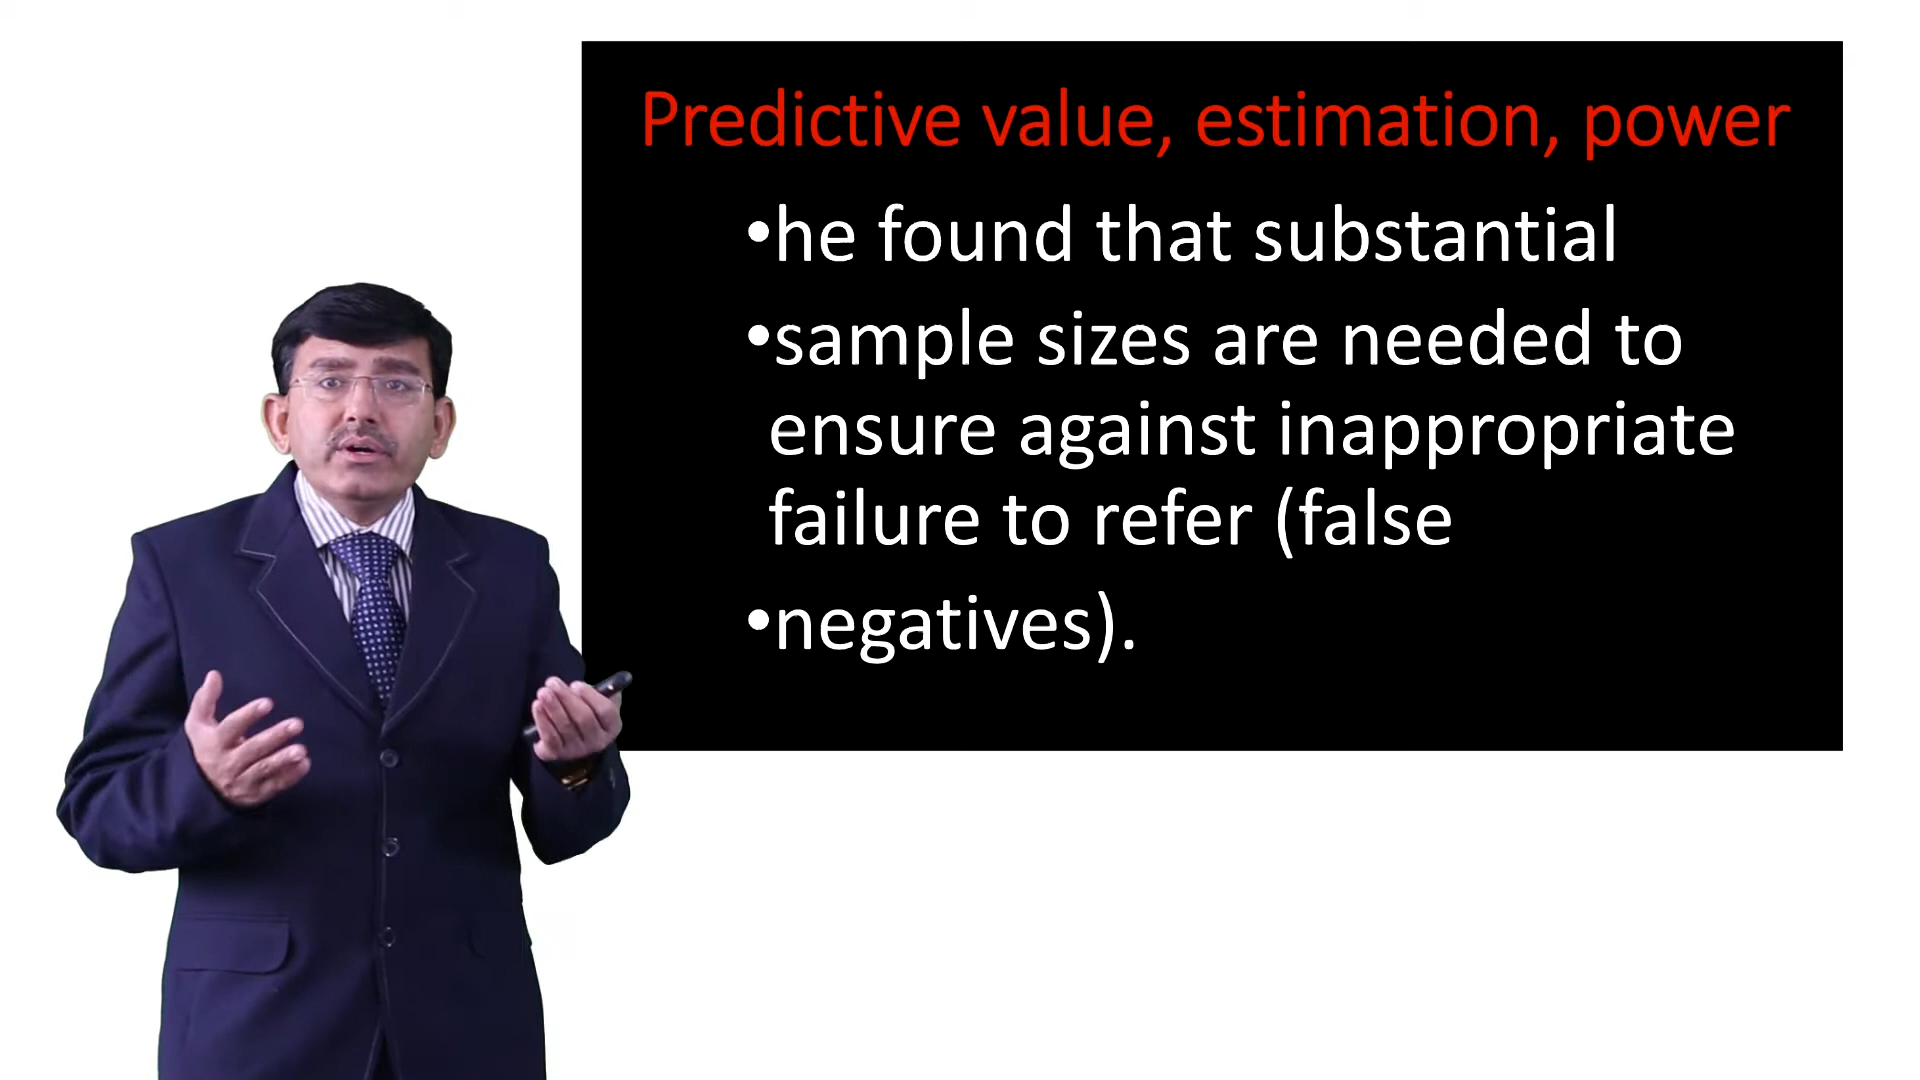 Predictive value, estimation, power
•he found that substantial
•sample sizes are needed to
ensure against inappropriate
failure to refer (false
•negatives).